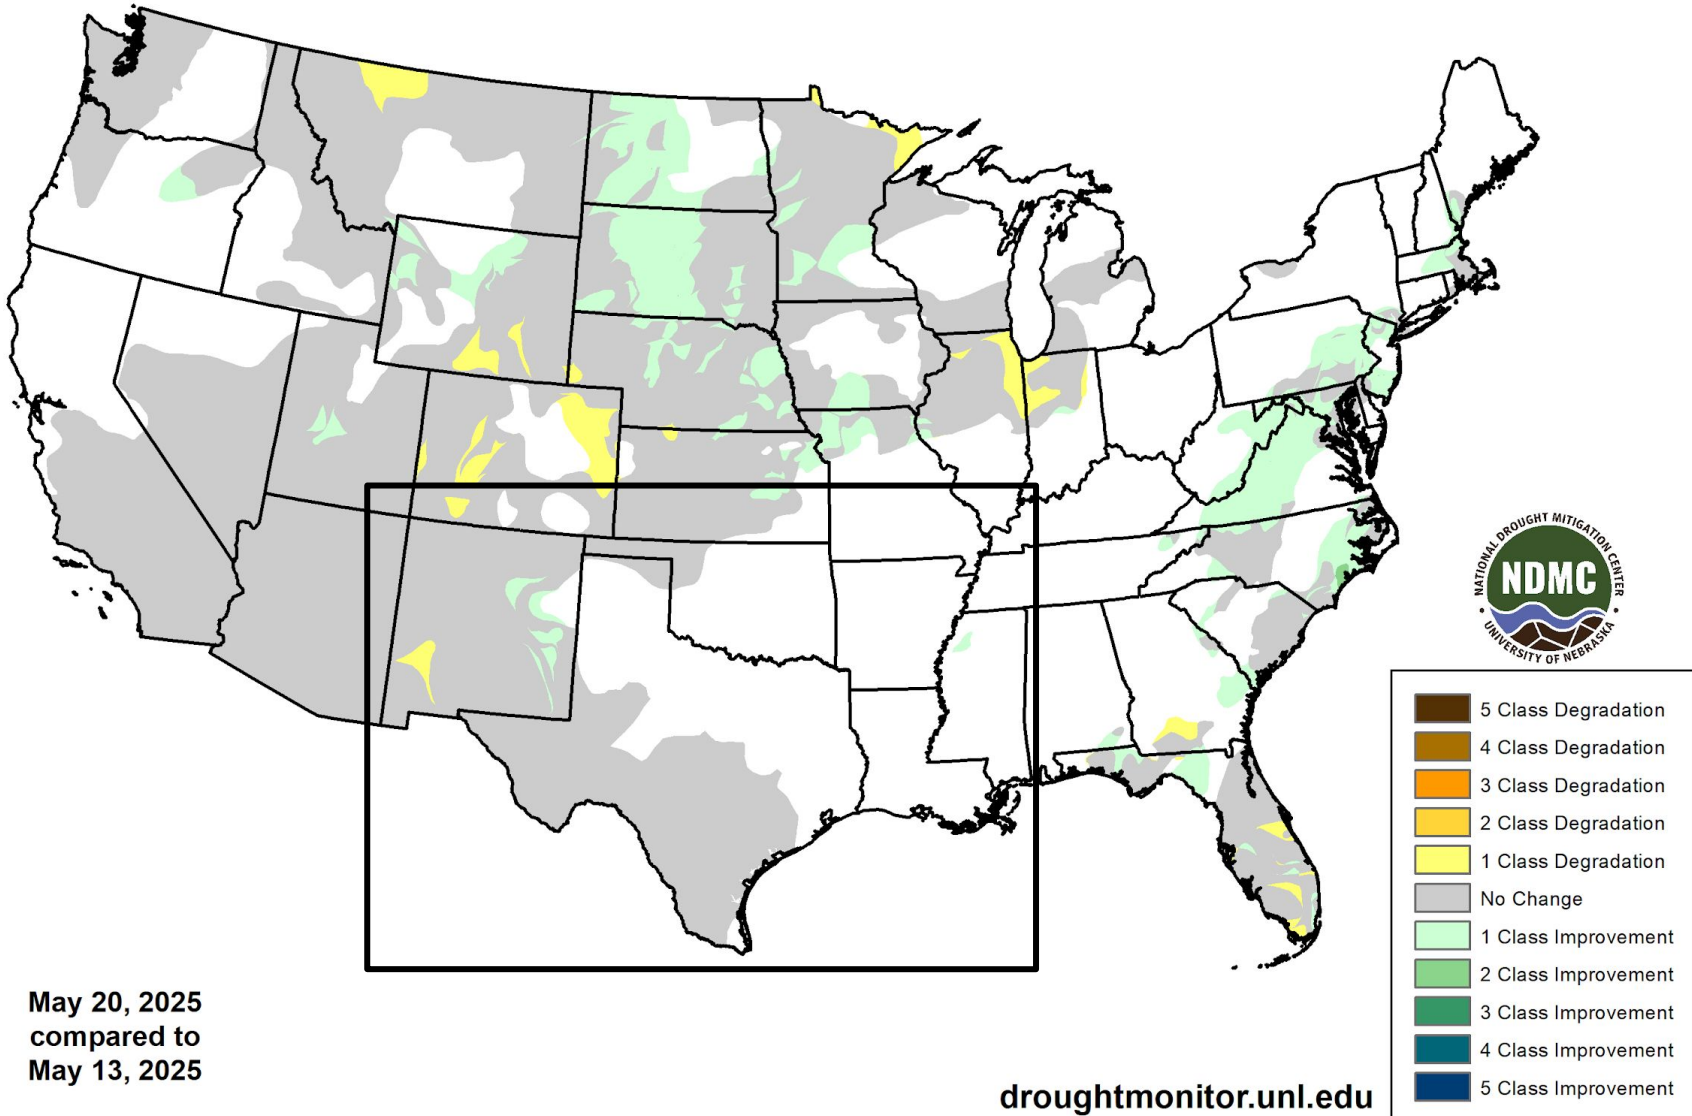 NATIONAL DROUGHT MITIGATION CENTER
NDMC
UNIVERSITY OF NEBRASKA
5 Class Degradation
4 Class Degradation
3 Class Degradation
2 Class Degradation
1 Class Degradation
No Change
1 Class Improvement
2 Class Improvement
3 Class Improvement
4 Class Improvement
5 Class Improvement
May 20, 2025
compared to
May 13, 2025
droughtmonitor.unl.edu